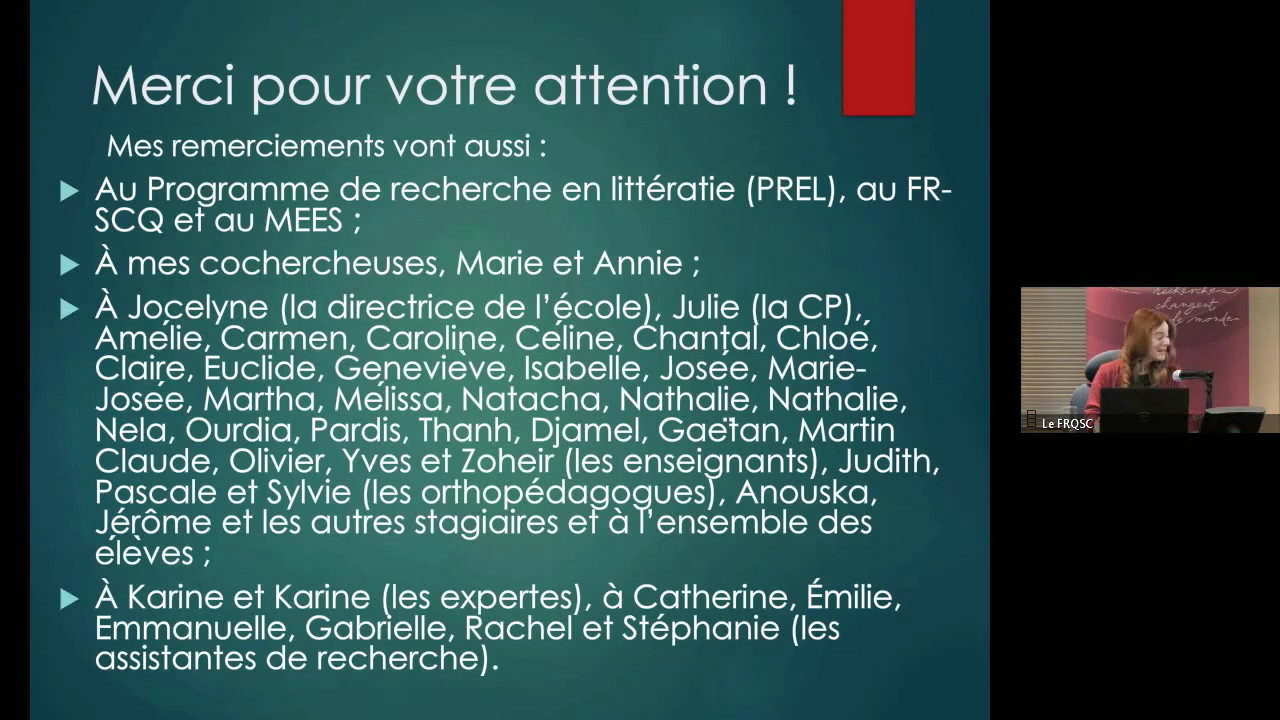 Merci pour votre attention !
Mes remerciements vont aussi :
Au Programme de recherche en littératie (PREL), au FR-
SCQ et au MEES ;
À mes cochercheuses, Marie et Annie ;
À Jocelyne (la directrice de l'école), Julie (la CP),,
Amélie, Carmen, Caroline, Céline, Chantal, Chloé,
Claire, Euclide, Geneviève, Isabelle, Josée, Marie-
Josée, Martha, Mélissa, Natacha, Nathalie, Nathalie,
Nela, Ourdia, Pardis, Thanh, Djamel, Gaëtan, Martin
Claude, Olivier, Yves et Zoheir (les enseignants), Judith,
Pascale et Sylvie (les orthopédagogues), Anouska,
Jérôme et les autres stagiaires et à l'ensemble des
élèves ;
À Karine et Karine (les expertes), à Catherine, Émilie,
Emmanuelle, Gabrielle, Rachel et Stéphanie (les
assistantes de recherche).
recherche
changent
le monde
Le FRQSC